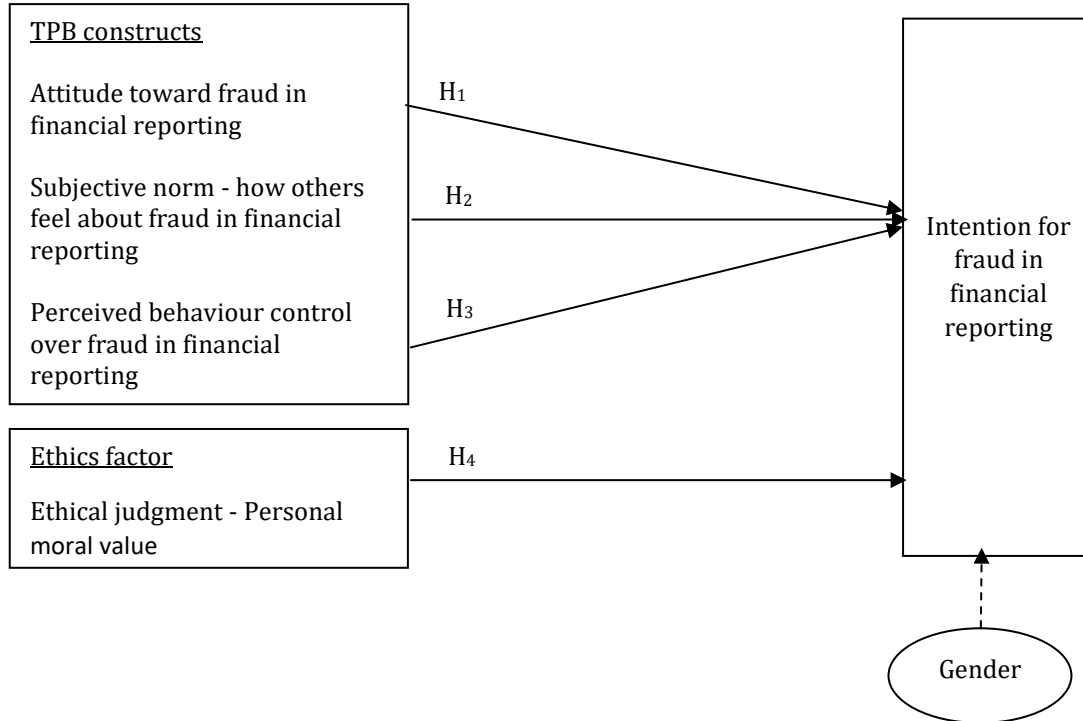 TPB constructs
Attitude toward fraud in
financial reporting
Subjective norm - how others
feel about fraud in financial
reporting
Perceived behaviour control
over fraud in financial
reporting
H1
H2
H3
Ethics factor
Ethical judgment - Personal
moral value
H4
Intention for
fraud in
financial
reporting
Gender